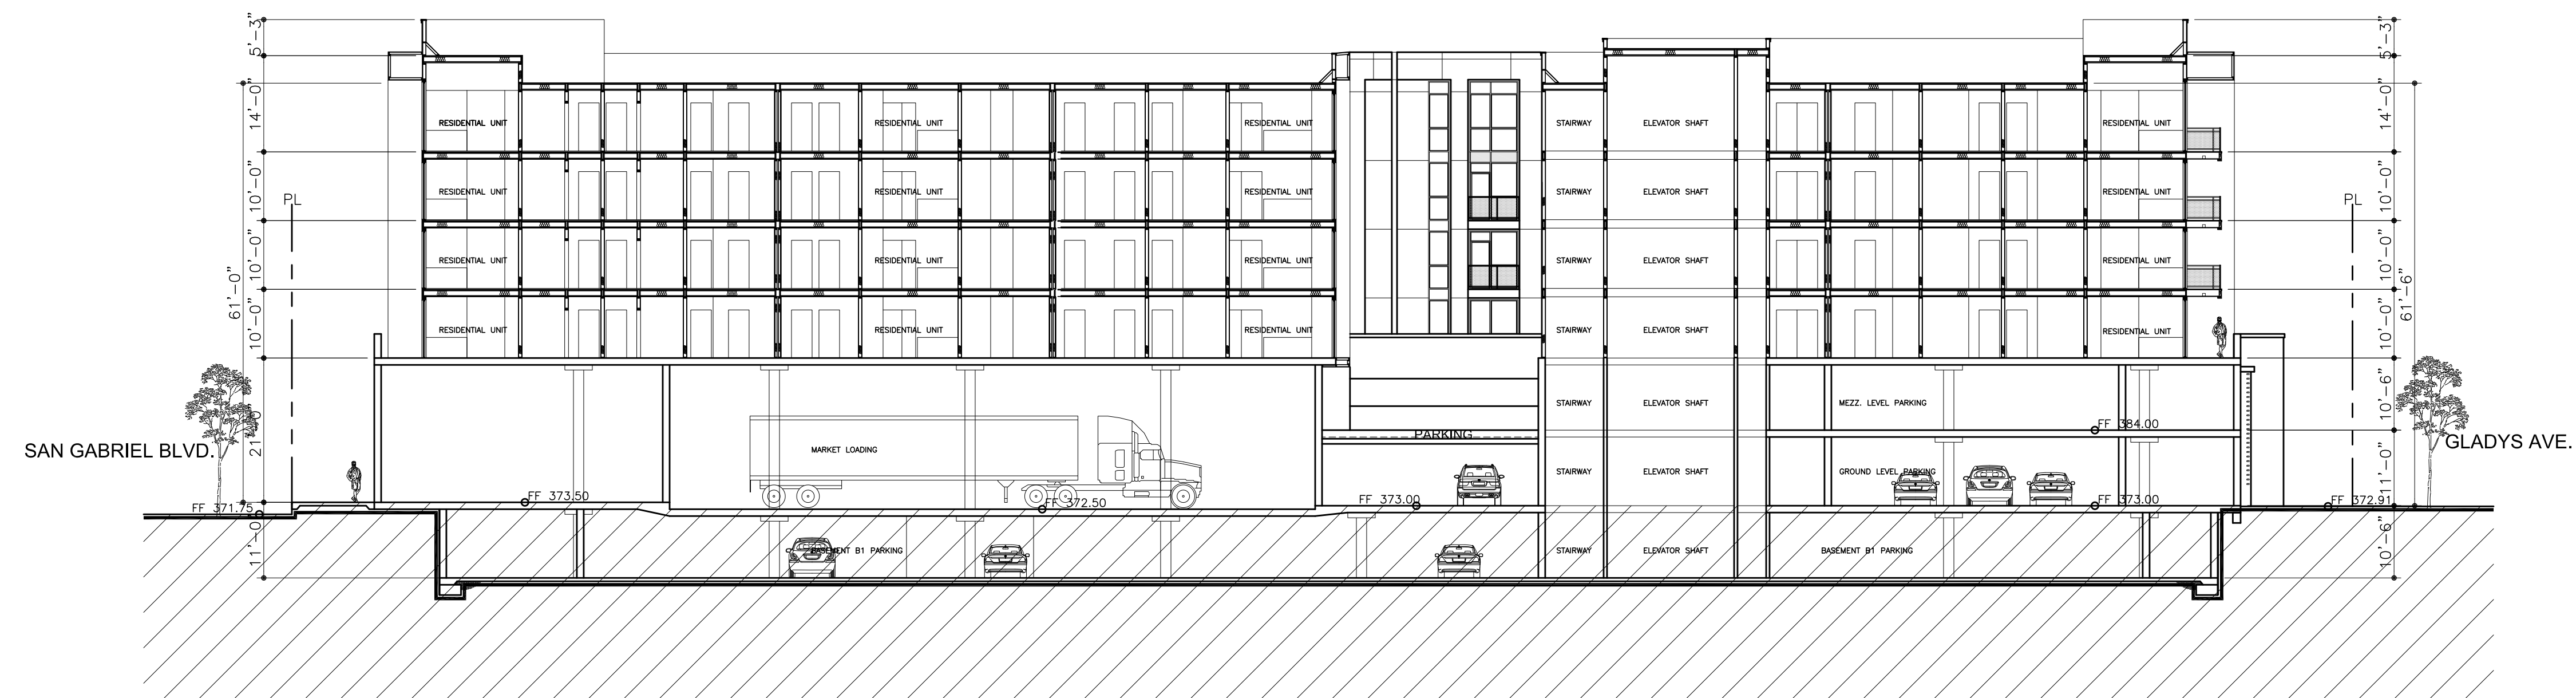 5'-3"
5'-3"
14'-0"
14'-0"
RESIDENTIAL UNIT
RESIDENTIAL UNIT
RESIDENTIAL UNIT
STAIRWAY
ELEVATOR SHAFT
RESIDENTIAL UNIT
10'-0"
10'-0"
RESIDENTIAL UNIT
RESIDENTIAL UNIT
RESIDENTIAL UNIT
STAIRWAY
ELEVATOR SHAFT
RESIDENTIAL UNIT
PL
PL
10'-0"
10'-0"
RESIDENTIAL UNIT
RESIDENTIAL UNIT
RESIDENTIAL UNIT
STAIRWAY
ELEVATOR SHAFT
RESIDENTIAL UNIT
61'-0"
61'-6"
10'-0"
10'-0"
RESIDENTIAL UNIT
RESIDENTIAL UNIT
RESIDENTIAL UNIT
STAIRWAY
ELEVATOR SHAFT
RESIDENTIAL UNIT
10'-6"
STAIRWAY
ELEVATOR SHAFT
MEZZ. LEVEL PARKING
FF 384.00
PARKING
SAN GABRIEL BLVD.
21'-0"
MARKET LOADING
GLADYS AVE.
STAIRWAY
ELEVATOR SHAFT
GROUND LEVEL PARKING
11'-0"
FF 371.75
FF 373.50
FF 372.50
FF 373.00
FF 373.00
FF 372.91
11'-0"
BASEMENT B1 PARKING
STAIRWAY
ELEVATOR SHAFT
BASEMENT B1 PARKING
10'-6"